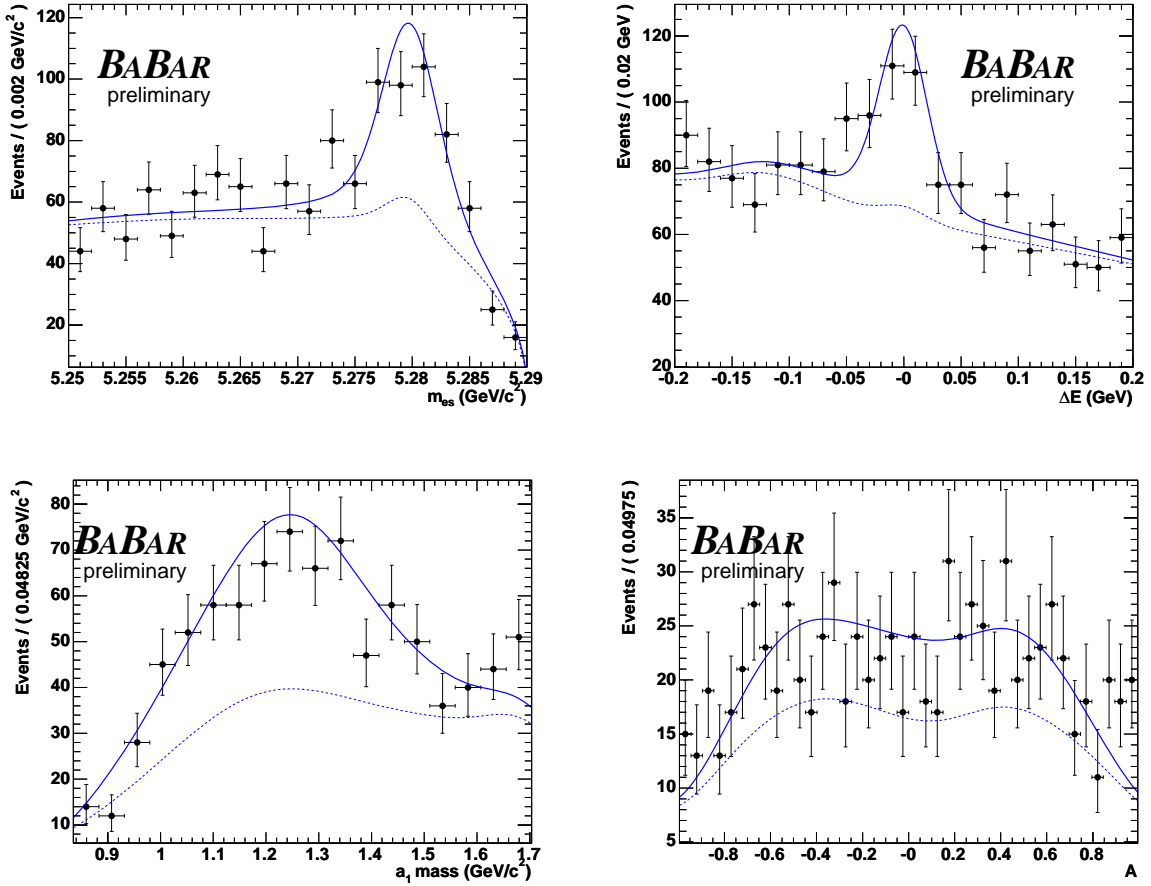 Events / ( 0.002 GeV/c²)
120
100
80
60
40
20
BABAR
preliminary
5.25 5.255 5.26 5.265 5.27 5.275 5.28 5.285 5.29
m_es (GeV/c²)
Events / ( 0.02 GeV )
120
100
80
60
40
20
BABAR
preliminary
-0.2 -0.15 -0.1 -0.05 -0 0.05 0.1 0.15 0.2
ΔE (GeV)
Events / ( 0.04825 GeV/c²)
80
70
60
50
40
30
20
10
BABAR
preliminary
0.9 1 1.1 1.2 1.3 1.4 1.5 1.6 1.7
a₁ mass (GeV/c²)
Events / ( 0.04975 )
35
30
25
20
15
10
5
BABAR
preliminary
-0.8 -0.6 -0.4 -0.2 -0 0.2 0.4 0.6 0.8
A